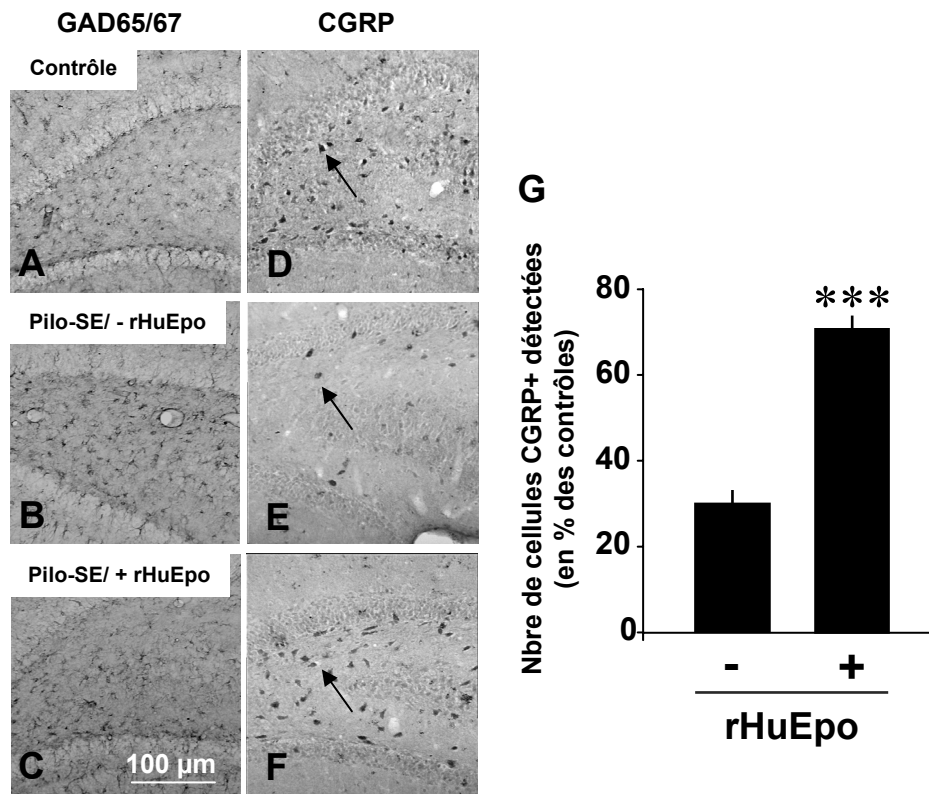 GAD65/67
CGRP
Contrôle
A
D
Pilo-SE/ - rHuEpo
B
E
Pilo-SE/ + rHuEpo
C
100 µm
F
G
Nbre de cellules CGRP+ détectées
(en % des contrôles)
80
60
40
20
0
***
- +
rHuEpo